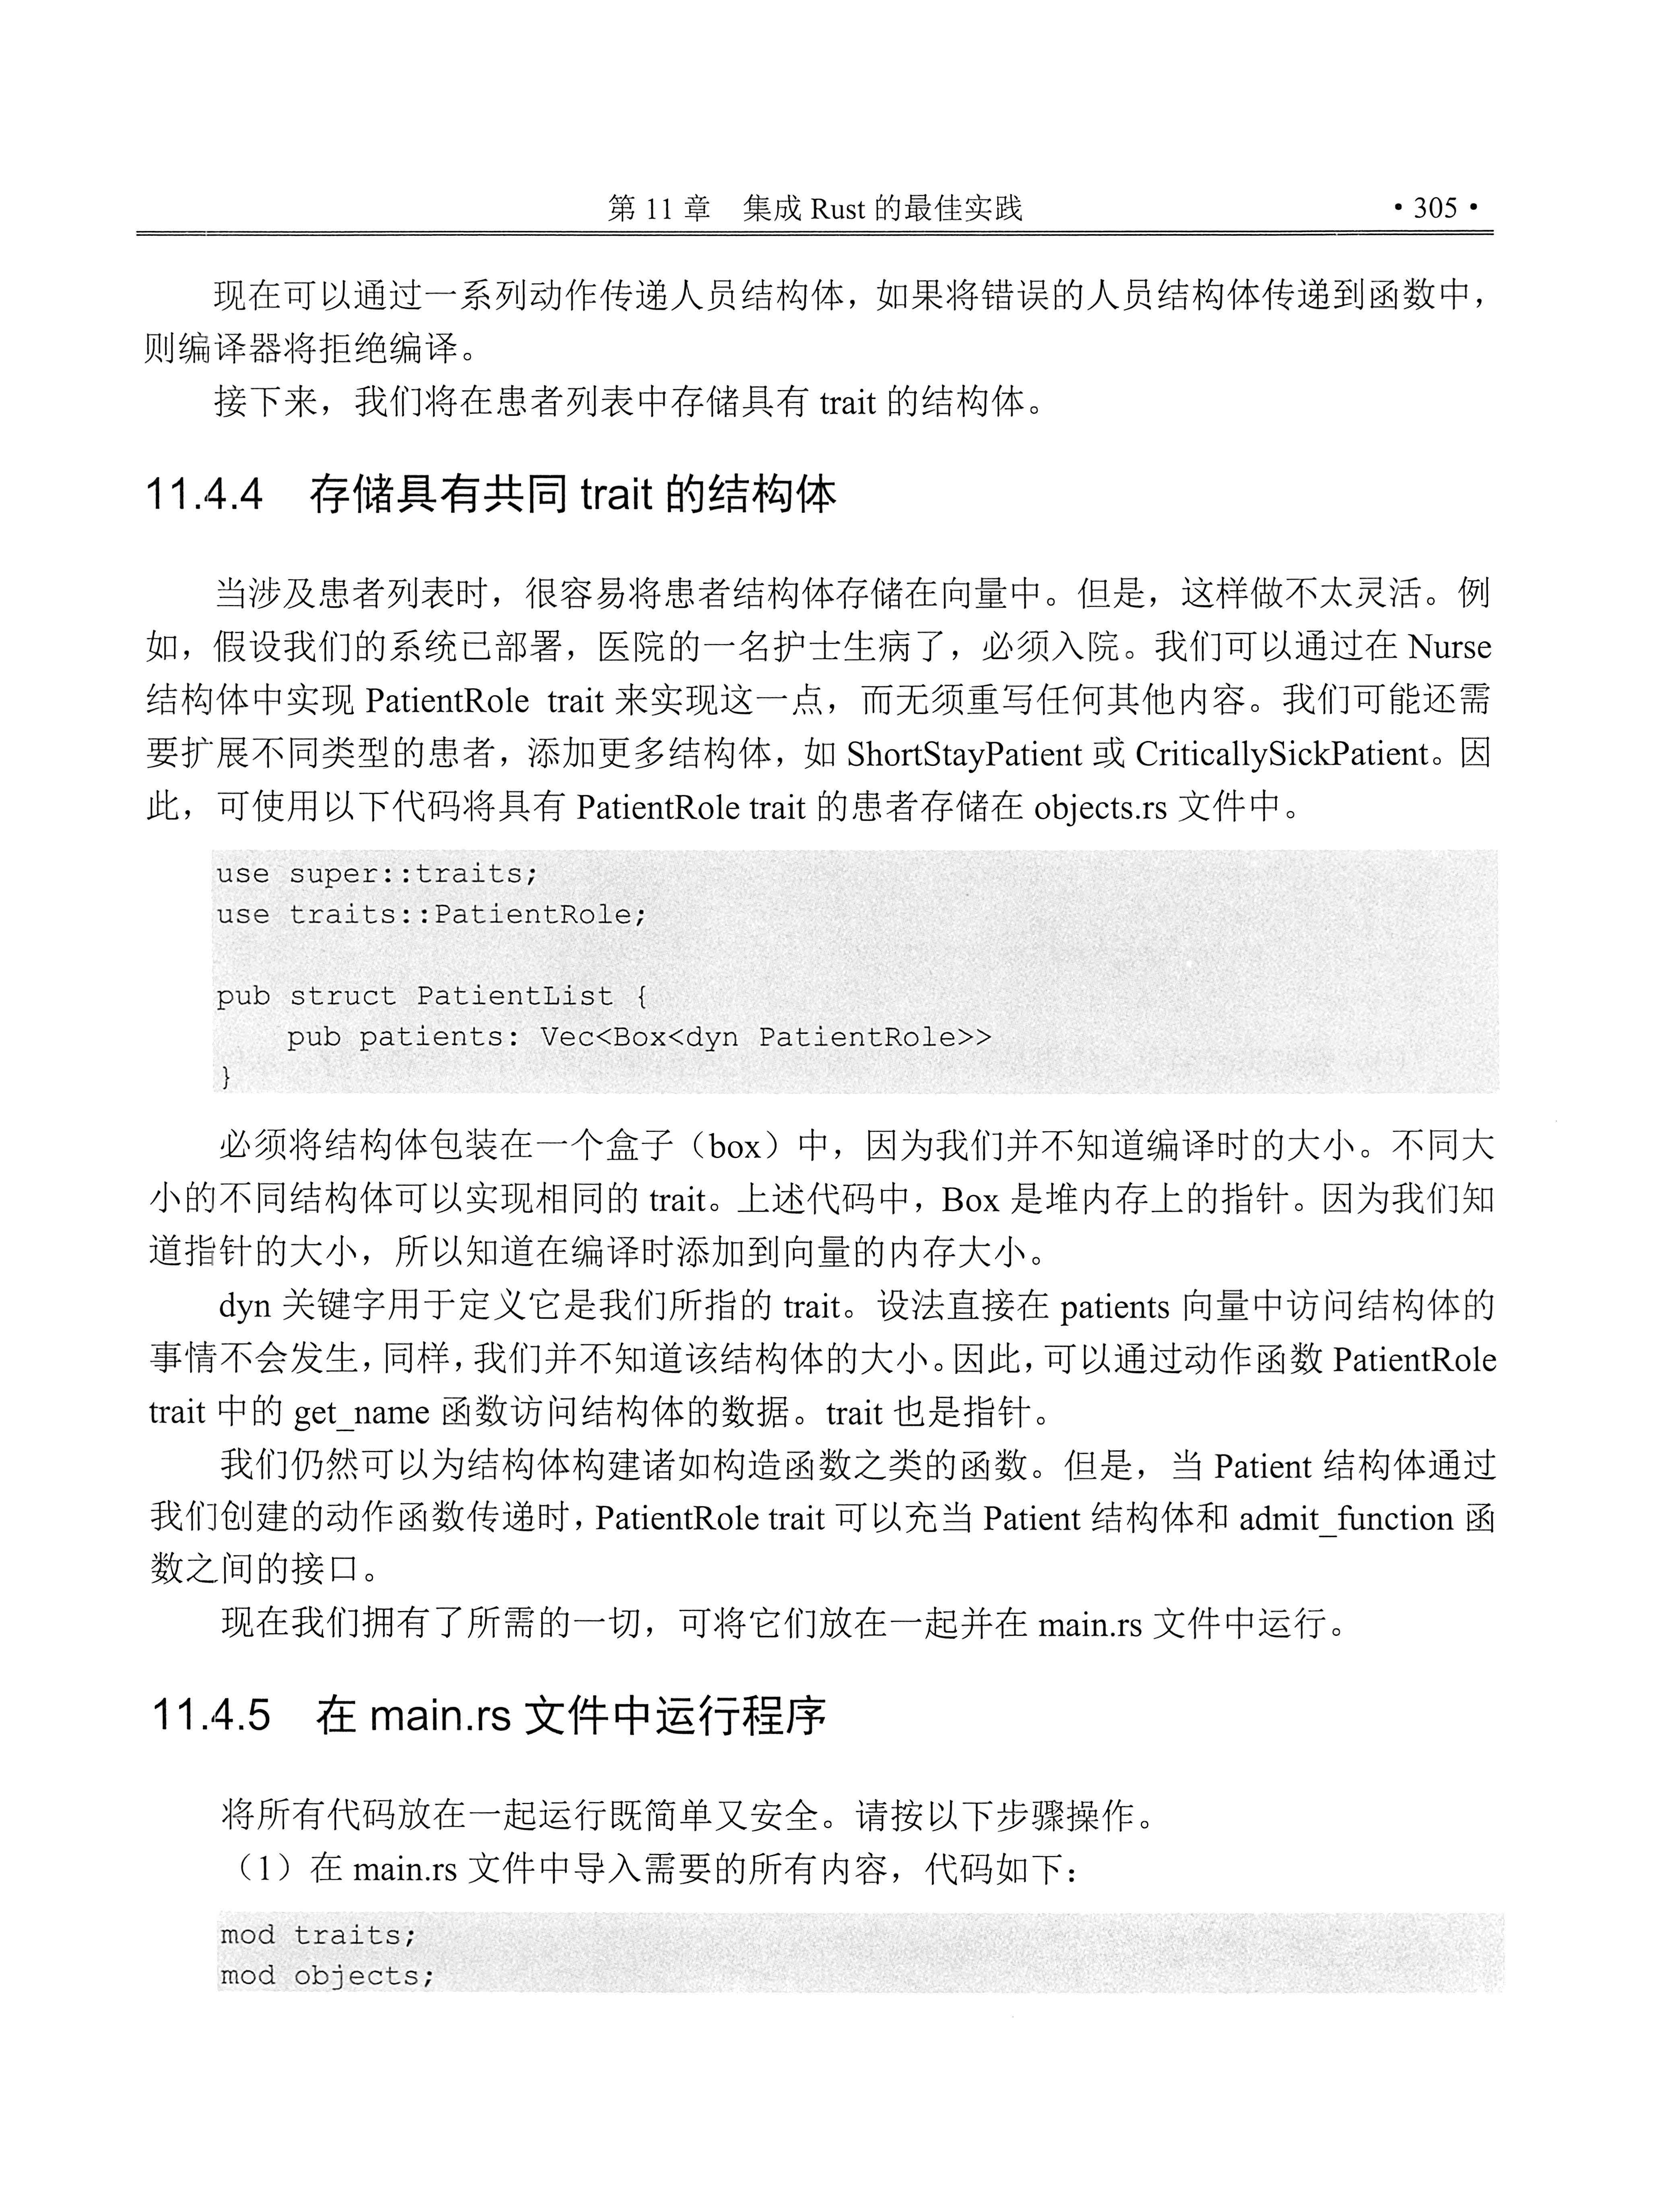 第 11 章　集成 Rust 的最佳实践　• 305 •
现在可以通过一系列动作传递人员结构体，如果将错误的人员结构体传递到函数中，
则编译器将拒绝编译。
接下来，我们将在患者列表中存储具有 trait 的结构体。
11.4.4　存储具有共同 trait 的结构体
当涉及患者列表时，很容易将患者结构体存储在向量中。但是，这样做不太灵活。例
如，假设我们的系统已部署，医院的一名护士生病了，必须入院。我们可以通过在 Nurse
结构体中实现 PatientRole trait 来实现这一点，而无须重写任何其他内容。我们可能还需
要扩展不同类型的患者，添加更多结构体，如 ShortStayPatient 或 CriticallySickPatient。因
此，可使用以下代码将具有 PatientRole trait 的患者存储在 objects.rs 文件中。
use super::traits;
use traits::PatientRole;
pub struct PatientList {
    pub patients: Vec<Box<dyn PatientRole>>
}
必须将结构体包装在一个盒子（box）中，因为我们并不知道编译时的大小。不同大
小的不同结构体可以实现相同的 trait。上述代码中，Box 是堆内存上的指针。因为我们知
道指针的大小，所以知道在编译时添加到向量的内存大小。
dyn 关键字用于定义它是我们所指的 trait。设法直接在 patients 向量中访问结构体的
事情不会发生，同样，我们并不知道该结构体的大小。因此，可以通过动作函数 PatientRole
trait 中的 get_name 函数访问结构体的数据。trait 也是指针。
我们仍然可以为结构体构建诸如构造函数之类的函数。但是，当 Patient 结构体通过
我们创建的动作函数传递时，PatientRole trait 可以充当 Patient 结构体和 admit_function 函
数之间的接口。
现在我们拥有了所需的一切，可将它们放在一起并在 main.rs 文件中运行。
11.4.5　在 main.rs 文件中运行程序
将所有代码放在一起运行既简单又安全。请按以下步骤操作。
（1）在 main.rs 文件中导入需要的所有内容，代码如下：
mod traits;
mod objects;